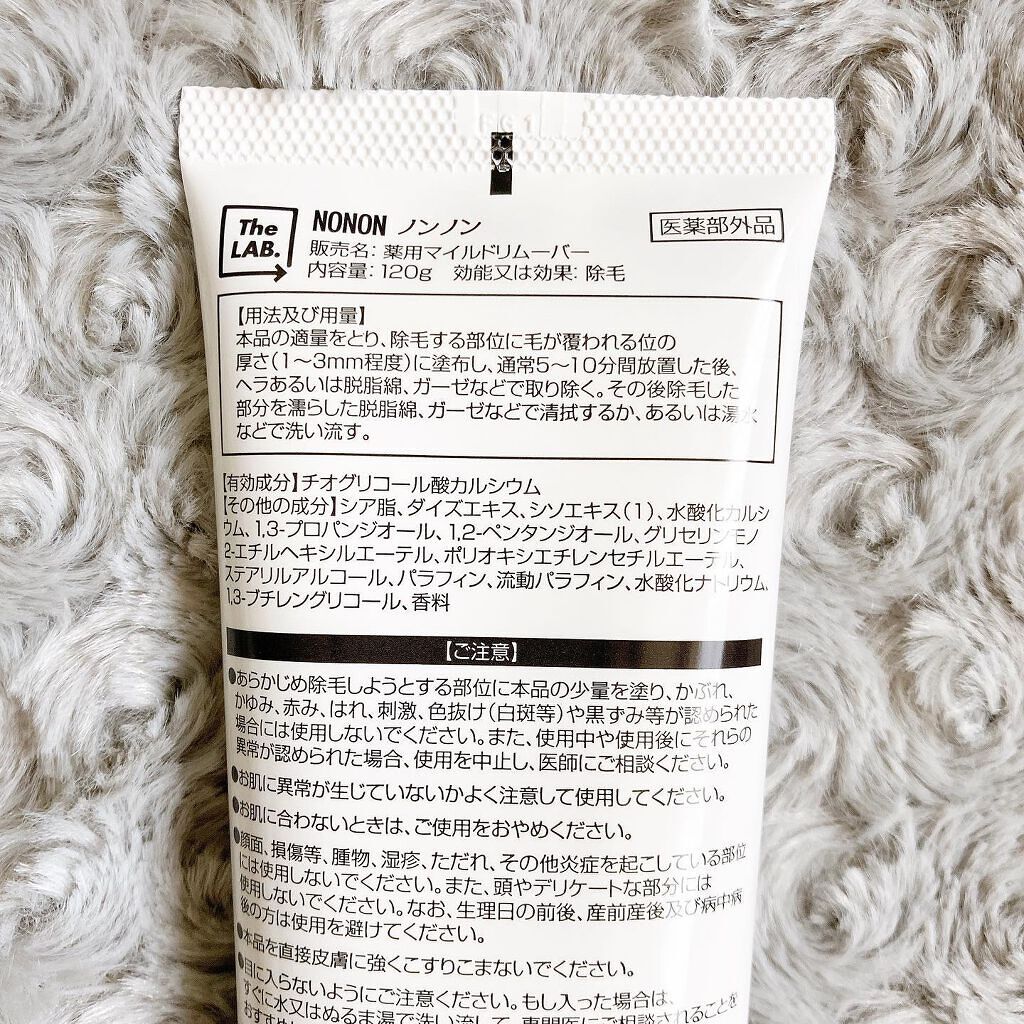 The
LAB.
NONON ノンノン
医薬部外品
販売名: 薬用マイルドリムーバー
内容量: 120g 効能又は効果: 除毛
【用法及び用量】
本品の適量をとり、除毛する部位に毛が覆われる位の
厚さ(1〜3mm程度)に塗布し、通常5〜10分間放置した後、
ヘラあるいは脱脂綿、ガーゼなどで取り除く。その後除毛した
部分を濡らした脱脂綿、ガーゼなどで清拭するか、あるいは湯水
などで洗い流す。
【有効成分】チオグリコール酸カルシウム
【その他の成分】シア脂、ダイズエキス、シソエキス(1)、水酸化カルシ
ウム、1,3-プロパンジオール、1,2-ペンタンジオール、グリセリンモノ
2-エチルヘキシルエーテル、ポリオキシエチレンセチルエーテル、
ステアリルアルコール、パラフィン、流動パラフィン、水酸化ナトリウム、
1,3-ブチレングリコール、香料
【ご注意】
●あらかじめ除毛しようとする部位に本品の少量を塗り、かぶれ、
かゆみ、赤み、はれ、刺激、色抜け(白斑等)や黒ずみ等が認められた
場合には使用しないでください。また、使用中や使用後にそれらの
異常が認められた場合、使用を中止し、医師にご相談ください。
●お肌に異常が生じていないかよく注意して使用してください。
●お肌に合わないときは、ご使用をおやめください。
●顔面、損傷等、腫物、湿疹、ただれ、その他炎症を起こしている部位
には使用しないでください。また、頭やデリケートな部分には
使用しないでください。なお、生理日の前後、産前産後及び病中病
後の方は使用を避けてください。
●本品を直接皮膚に強くこすりこまないでください。
●目に入らないようにご注意ください。もし入った場合は、
すぐに水又はぬるま湯で洗い流して、専門医にご相談されることを